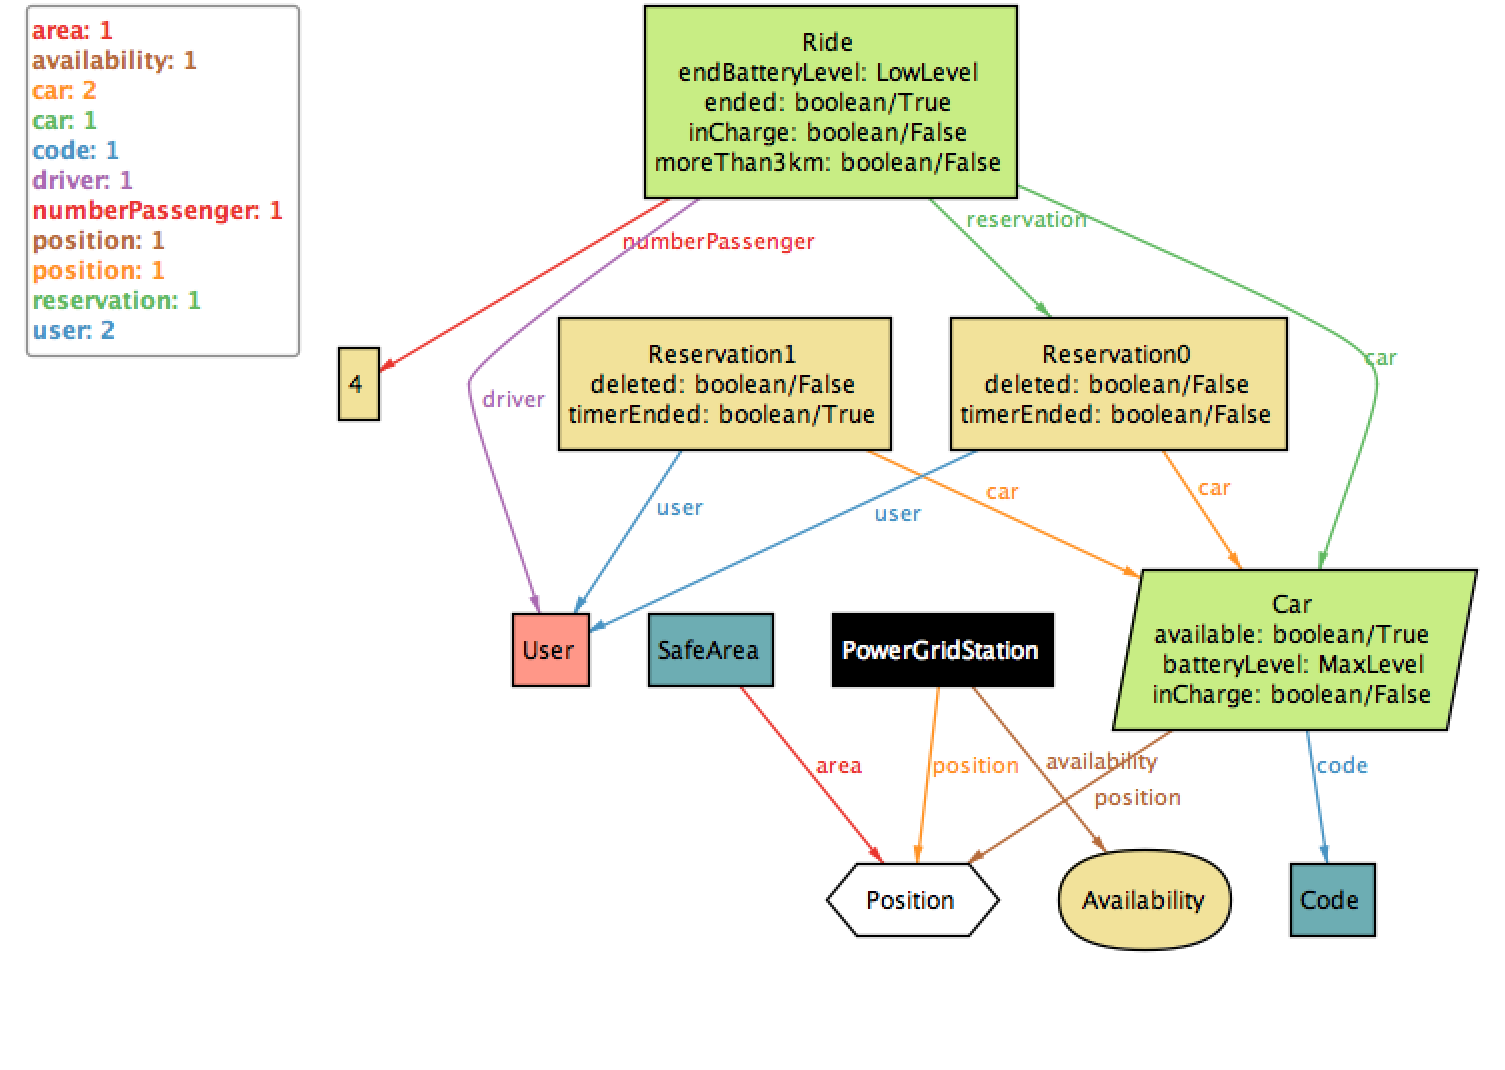 area: 1
availability: 1
car: 2
car: 1
code: 1
driver: 1
numberPassenger: 1
position: 1
position: 1
reservation: 1
user: 2
Ride
endBatteryLevel: LowLevel
ended: boolean/True
inCharge: boolean/False
moreThan3km: boolean/False
reservation
numberPassenger
car
4
driver
Reservation1
deleted: boolean/False
timerEnded: boolean/True
Reservation0
deleted: boolean/False
timerEnded: boolean/False
user
user
car
car
User
SafeArea
PowerGridStation
Car
available: boolean/True
batteryLevel: MaxLevel
inCharge: boolean/False
area
position
availability
position
code
Position
Availability
Code